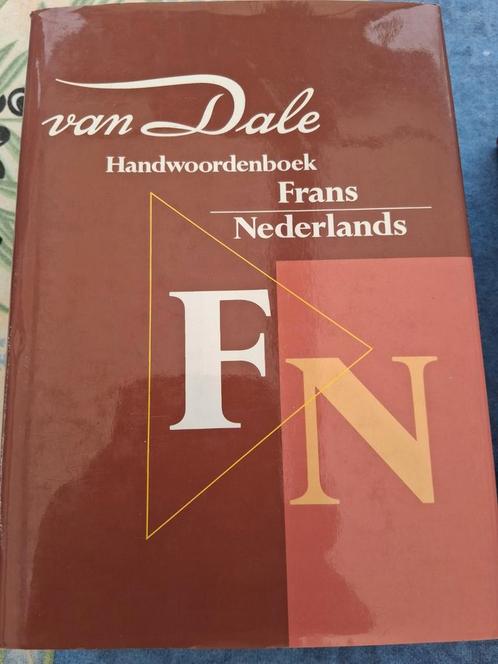 van Dale
Handwoordenboek
Frans
Nederlands
F
N